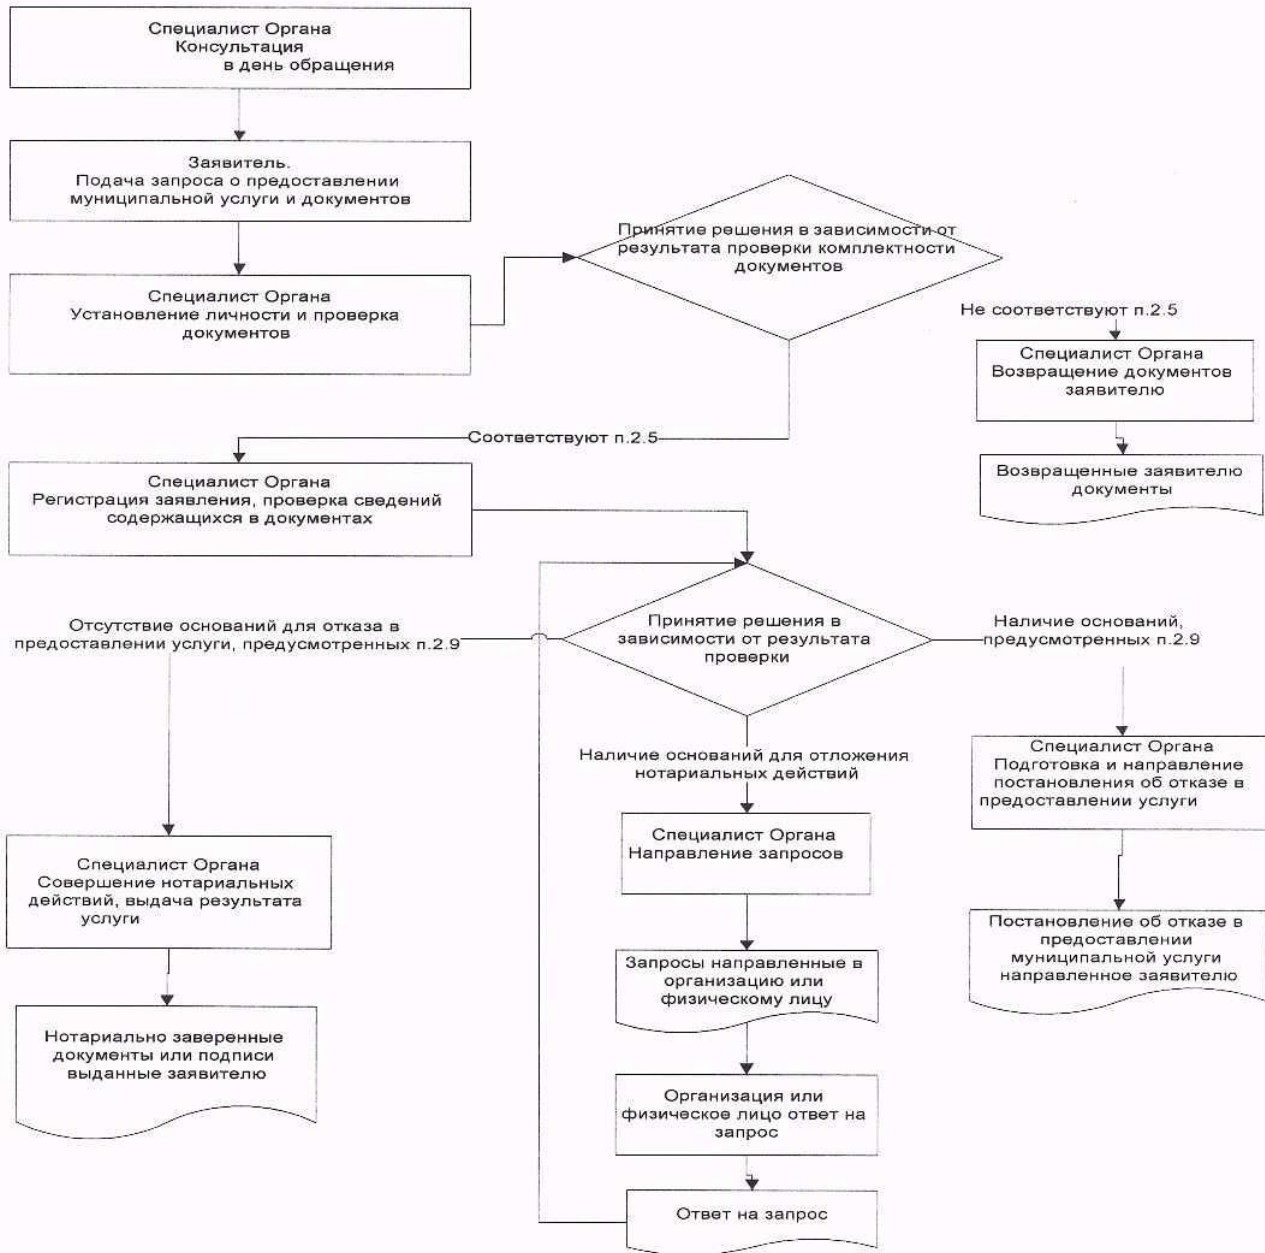 Специалист Органа
Консультация
в день обращения
Заявитель.
Подача запроса о предоставлении
муниципальной услуги и документов
Специалист Органа
Установление личности и проверка
документов
Принятие решения в зависимости от
результата проверки комплектности
документов
Не соответствуют п.2.5
Специалист Органа
Возвращение документов
заявителю
Возвращенные заявителю
документы
Соответствуют п.2.5
Специалист Органа
Регистрация заявления, проверка сведений
содержащихся в документах
Принятие решения в
зависимости от результата
проверки
Отсутствие оснований для отказа в
предоставлении услуги, предусмотренных п.2.9
Наличие оснований,
предусмотренных п.2.9
Наличие оснований для отложения
нотариальных действий
Специалист Органа
Подготовка и направление
постановления об отказе в
предоставлении услуги
Специалист Органа
Направление запросов
Специалист Органа
Совершение нотариальных
действий, выдача результата
услуги
Постановление об отказе в
предоставлении
муниципальной услуги
направленное заявителю
Запросы направленные в
организацию или
физическому лицу
Нотариально заверенные
документы или подписи
выданные заявителю
Организация или
физическое лицо ответ на
запрос
Ответ на запрос